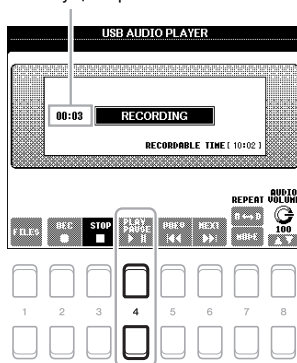 USB AUDIO PLAYER
00:03 RECORDING
RECORDABLE TIME [ 10:02 ]
REPEAT AUDIO VOLUME
FILES REC STOP PLAY PAUSE PREV NEXT MODE 100
1 2 3 4 5 6 7 8